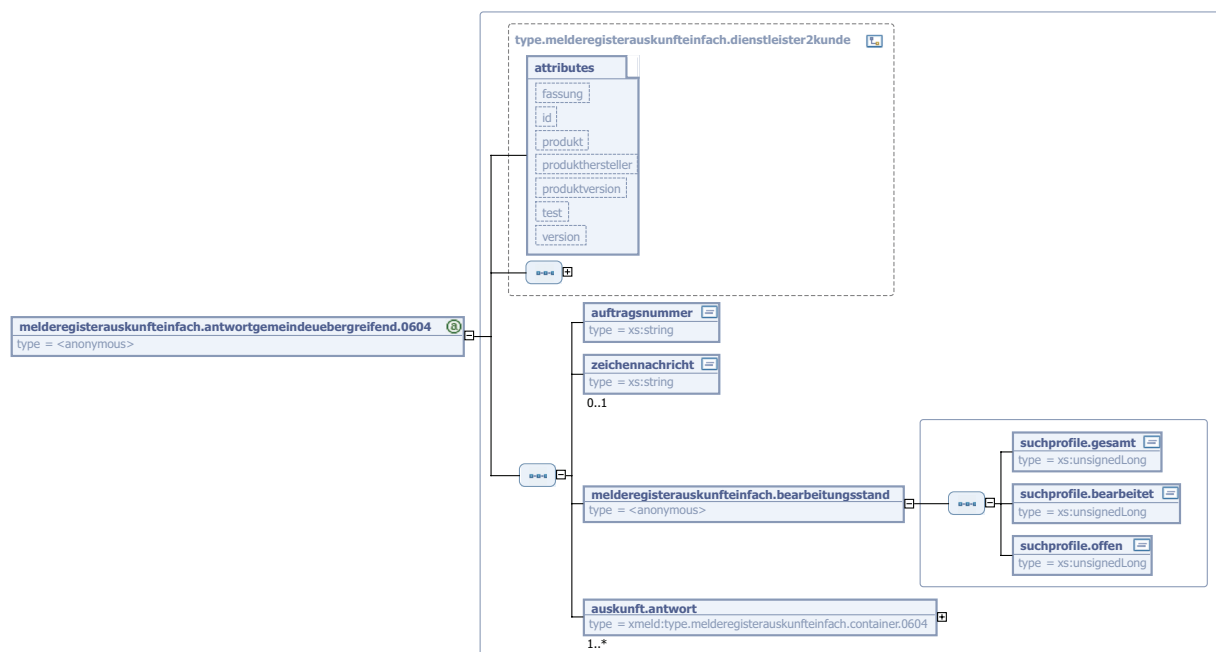 type.melderegisterauskunfteinfach.dienstleister2kunde
attributes
fassung
id
produkt
produkthersteller
produktversion
test
version
melderegisterauskunfteinfach.antwortgemeindeuebergreifend.0604
a
type = <anonymous>
auftragsnummer
type = xs:string
zeichennachricht
type = xs:string
0..1
melderegisterauskunfteinfach.bearbeitungsstand
type = <anonymous>
suchprofile.gesamt
type = xs:unsignedLong
suchprofile.bearbeitet
type = xs:unsignedLong
suchprofile.offen
type = xs:unsignedLong
auskunft.antwort
type = xmeld:type.melderegisterauskunfteinfach.container.0604
1..*